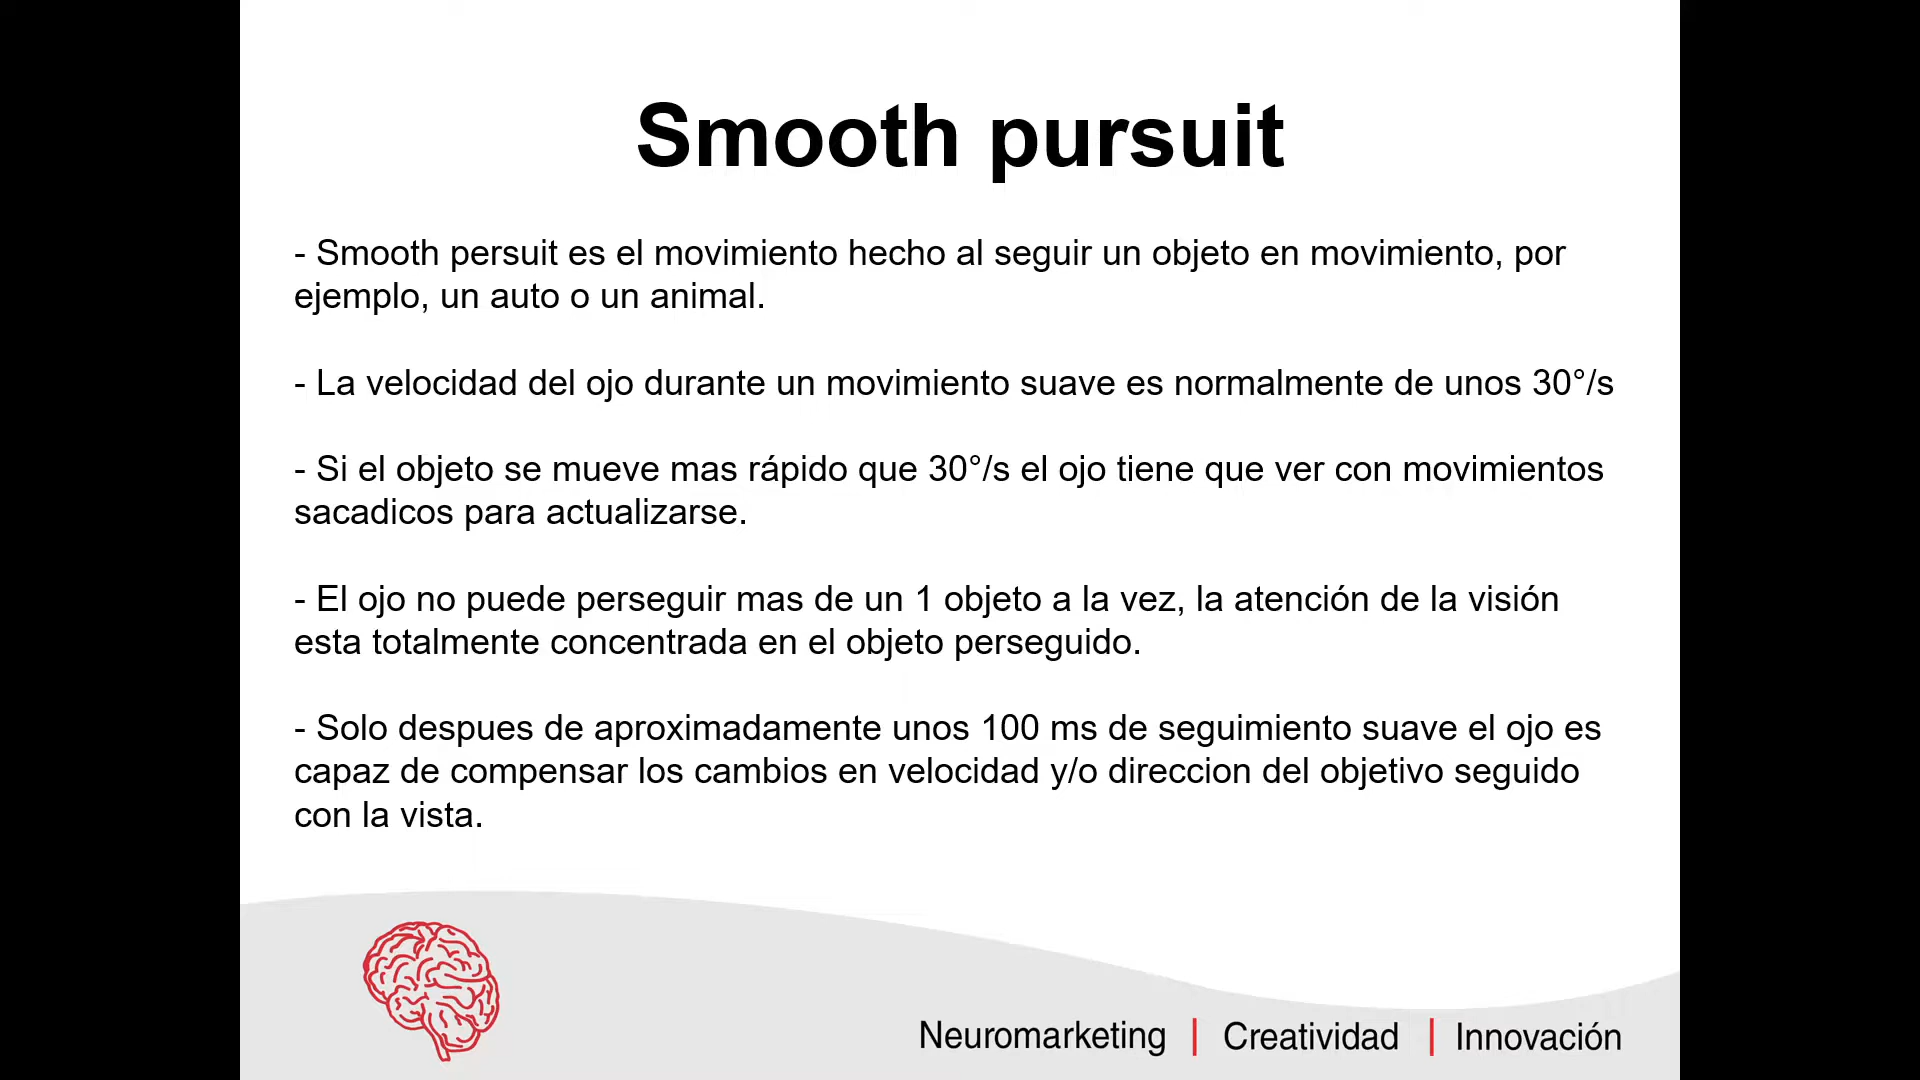 Smooth pursuit
- Smooth persuit es el movimiento hecho al seguir un objeto en movimiento, por
ejemplo, un auto o un animal.
- La velocidad del ojo durante un movimiento suave es normalmente de unos 30°/s
- Si el objeto se mueve mas rápido que 30°/s el ojo tiene que ver con movimientos
sacadicos para actualizarse.
- El ojo no puede perseguir mas de un 1 objeto a la vez, la atención de la visión
esta totalmente concentrada en el objeto perseguido.
- Solo despues de aproximadamente unos 100 ms de seguimiento suave el ojo es
capaz de compensar los cambios en velocidad y/o direccion del objetivo seguido
con la vista.
Neuromarketing | Creatividad | Innovación